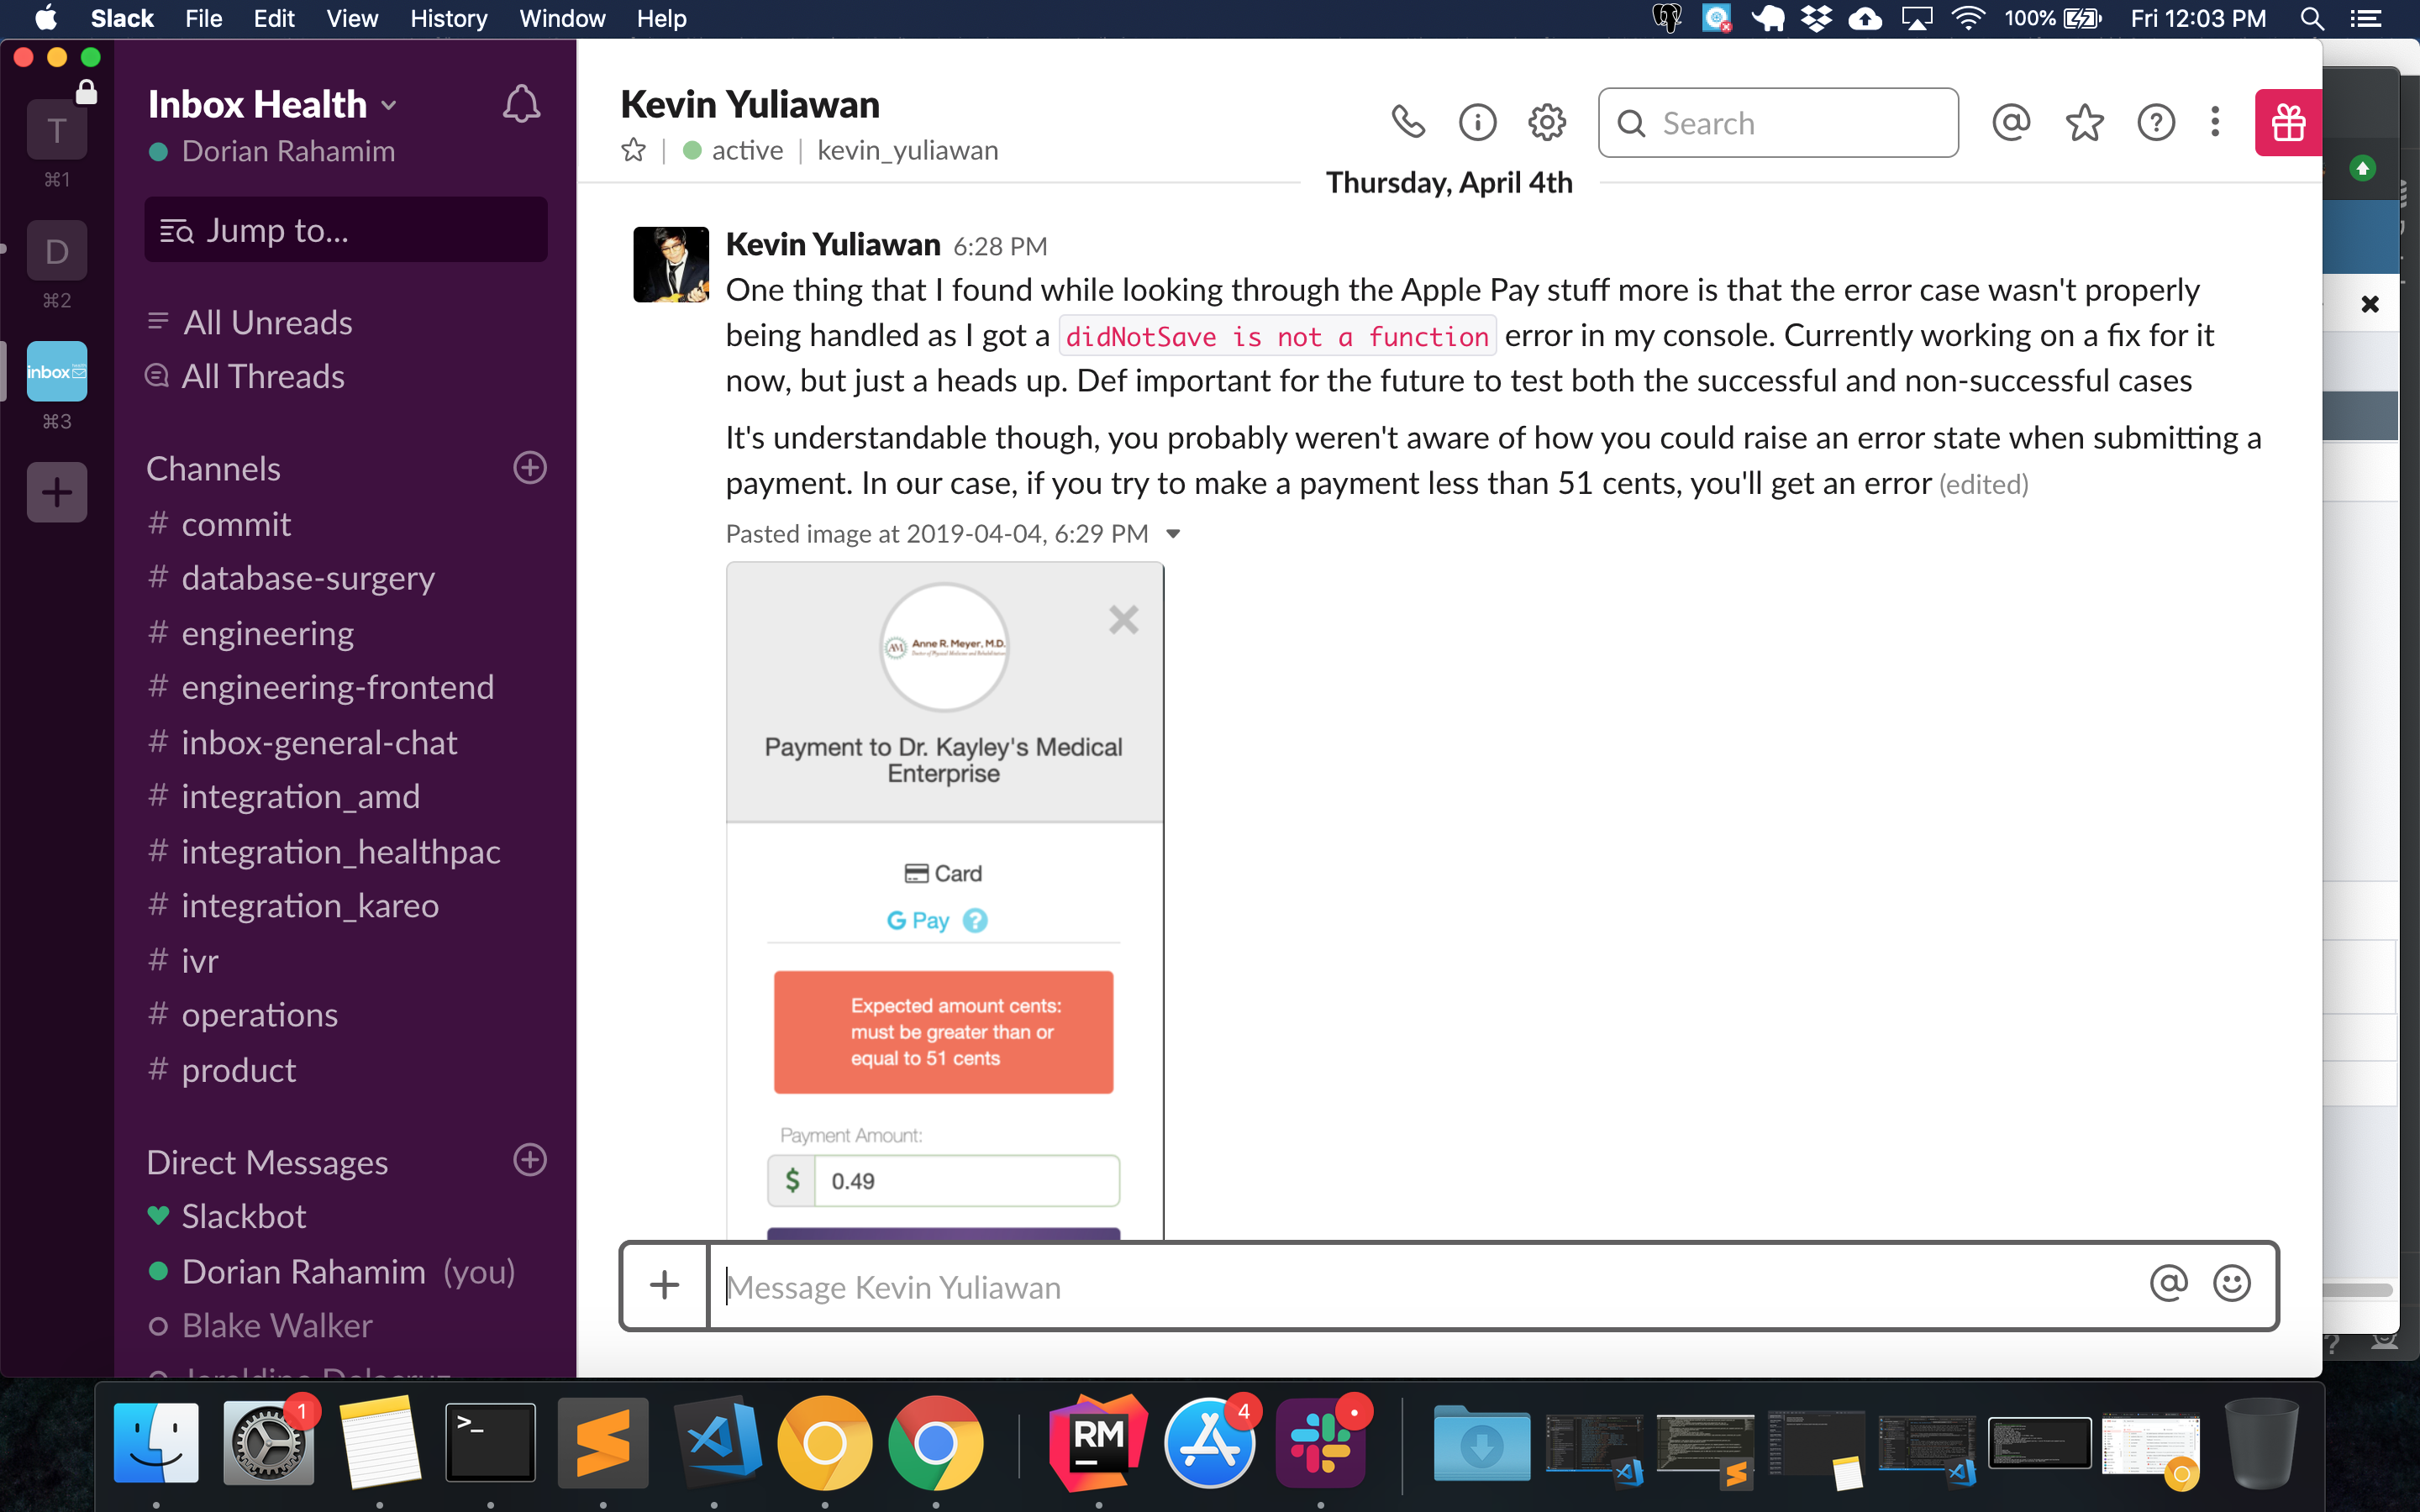 Slack File Edit View History Window Help
100% Fri 12:03 PM
T
⌘1
D
⌘2
inbox
⌘3
Inbox Health
Dorian Rahamim
Jump to...
All Unreads
All Threads
Channels
# commit
# database-surgery
# engineering
# engineering-frontend
# inbox-general-chat
# integration_amd
# integration_healthpac
# integration_kareo
# ivr
# operations
# product
Direct Messages
Slackbot
Dorian Rahamim (you)
Blake Walker
Kevin Yuliawan
active | kevin_yuliawan
Search
Thursday, April 4th
Kevin Yuliawan 6:28 PM
One thing that I found while looking through the Apple Pay stuff more is that the error case wasn't properly
being handled as I got a didNotSave is not a function error in my console. Currently working on a fix for it
now, but just a heads up. Def important for the future to test both the successful and non-successful cases
It's understandable though, you probably weren't aware of how you could raise an error state when submitting a
payment. In our case, if you try to make a payment less than 51 cents, you'll get an error (edited)
Pasted image at 2019-04-04, 6:29 PM
AM Anne R. Meyer, M.D.
Doctor of Physical Medicine and Rehabilitation
Payment to Dr. Kayley's Medical
Enterprise
Card
G Pay ?
Expected amount cents:
must be greater than or
equal to 51 cents
Payment Amount:
$ 0.49
Message Kevin Yuliawan
1
>_
RM
4